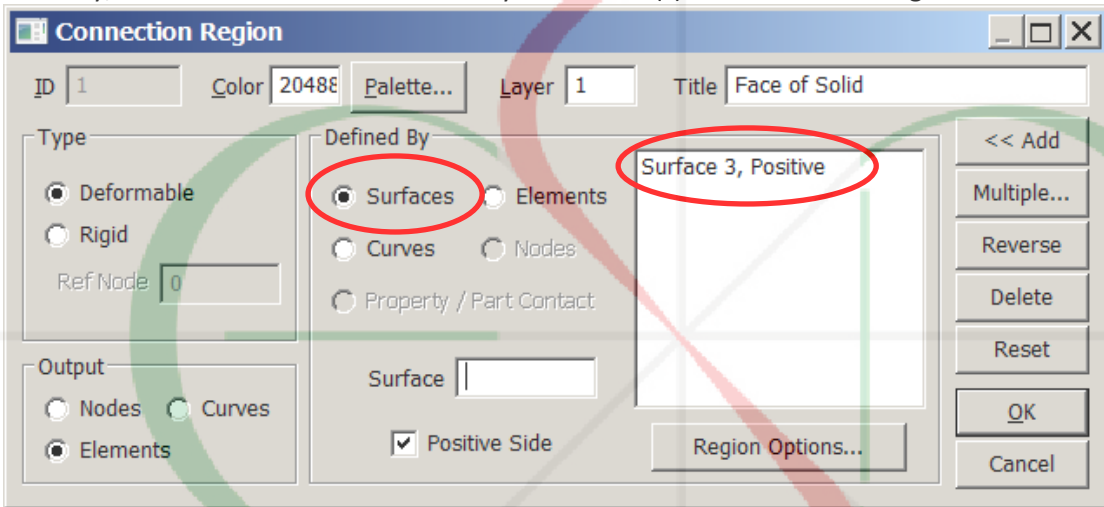 Connection Region
ID 1 Color 20488 Palette... Layer 1 Title Face of Solid
Type
Deformable
Rigid
Ref Node 0
Output
Nodes Curves
Elements
Defined By
Surfaces Elements
Curves Nodes
Property / Part Contact
Surface
Positive Side
Surface 3, Positive
Region Options...
<< Add
Multiple...
Reverse
Delete
Reset
OK
Cancel